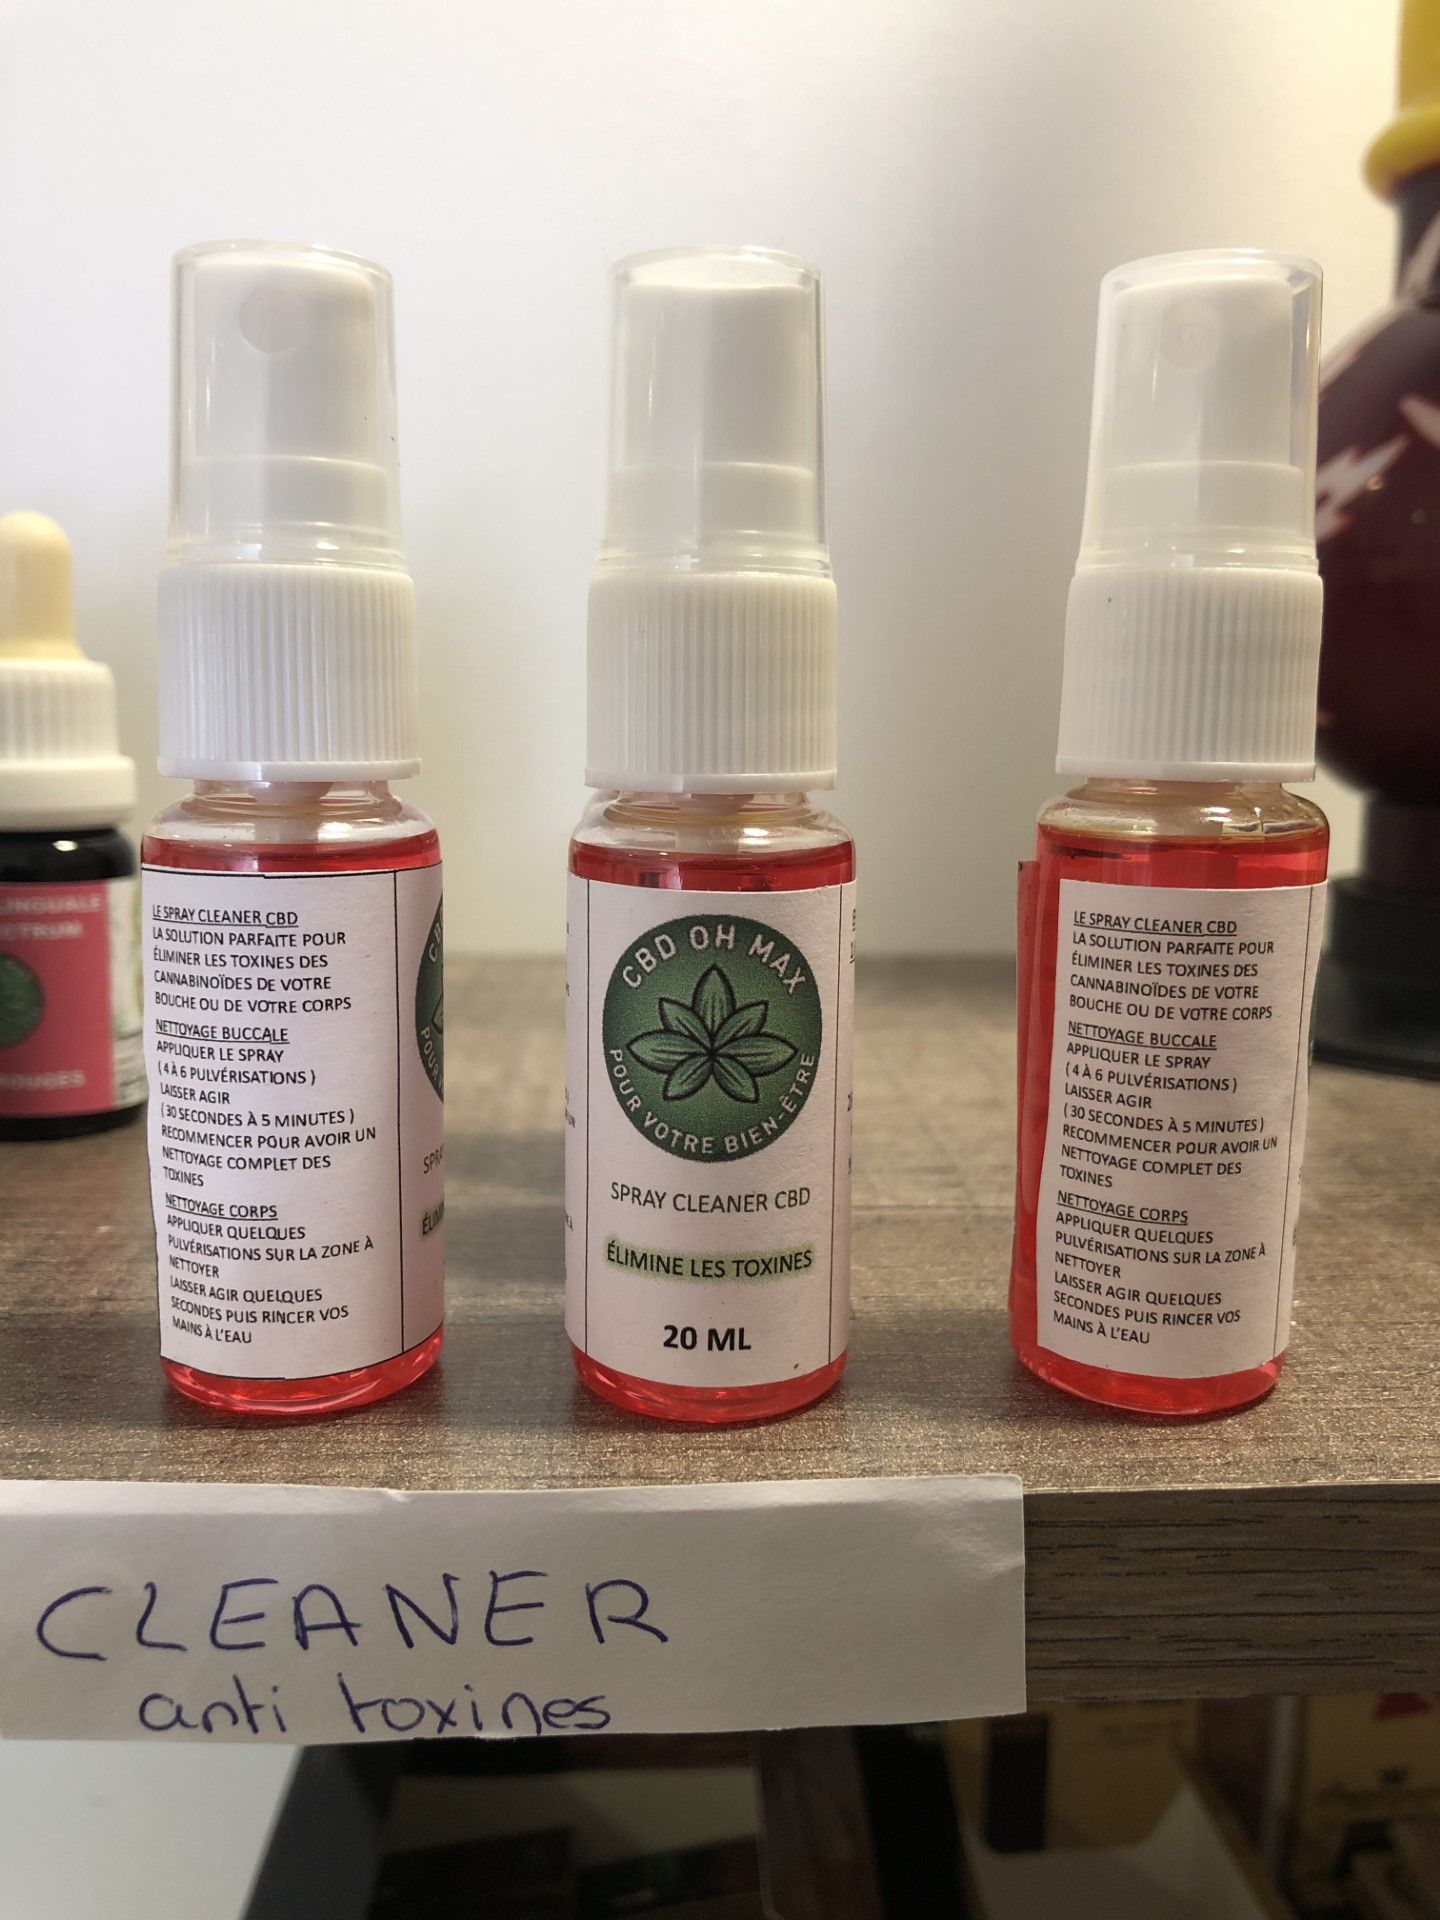 LE SPRAY CLEANER CBD
LA SOLUTION PARFAITE POUR
ÉLIMINER LES TOXINES DES
CANNABINOÏDES DE VOTRE
BOUCHE OU DE VOTRE CORPS
NETTOYAGE BUCCALE
APPLIQUER LE SPRAY
( 4 À 6 PULVÉRISATIONS )
LAISSER AGIR
( 30 SECONDES À 5 MINUTES )
RECOMMENCER POUR AVOIR UN
NETTOYAGE COMPLET DES
TOXINES
NETTOYAGE CORPS
APPLIQUER QUELQUES
PULVÉRISATIONS SUR LA ZONE À
NETTOYER
LAISSER AGIR QUELQUES
SECONDES PUIS RINCER VOS
MAINS À L'EAU
CBD OH MAX
POUR VOTRE BIEN-ÊTRE
SPRAY CLEANER CBD
ÉLIMINE LES TOXINES
20 ML
LE SPRAY CLEANER CBD
LA SOLUTION PARFAITE POUR
ÉLIMINER LES TOXINES DES
CANNABINOÏDES DE VOTRE
BOUCHE OU DE VOTRE CORPS
NETTOYAGE BUCCALE
APPLIQUER LE SPRAY
( 4 À 6 PULVÉRISATIONS )
LAISSER AGIR
( 30 SECONDES À 5 MINUTES )
RECOMMENCER POUR AVOIR UN
NETTOYAGE COMPLET DES
TOXINES
NETTOYAGE CORPS
APPLIQUER QUELQUES
PULVÉRISATIONS SUR LA ZONE À
NETTOYER
LAISSER AGIR QUELQUES
SECONDES PUIS RINCER VOS
MAINS À L'EAU
CLEANER
anti toxines